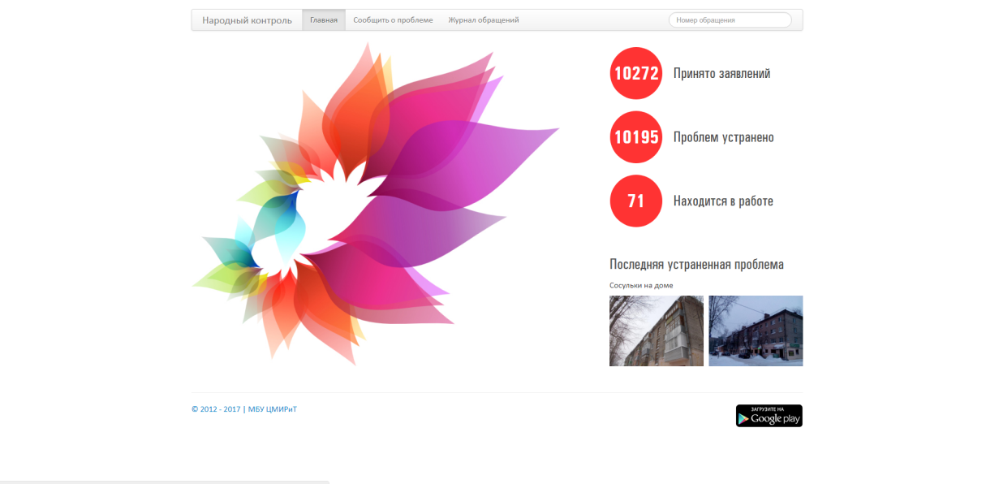 Народный контроль
Главная
Сообщить о проблеме
Журнал обращений
Номер обращения
10272
Принято заявлений
10195
Проблем устранено
71
Находится в работе
Последняя устраненная проблема
Сосульки на доме
© 2012 - 2017 | МБУ ЦМИРиТ
ЗАГРУЗИТЕ НА
Google play